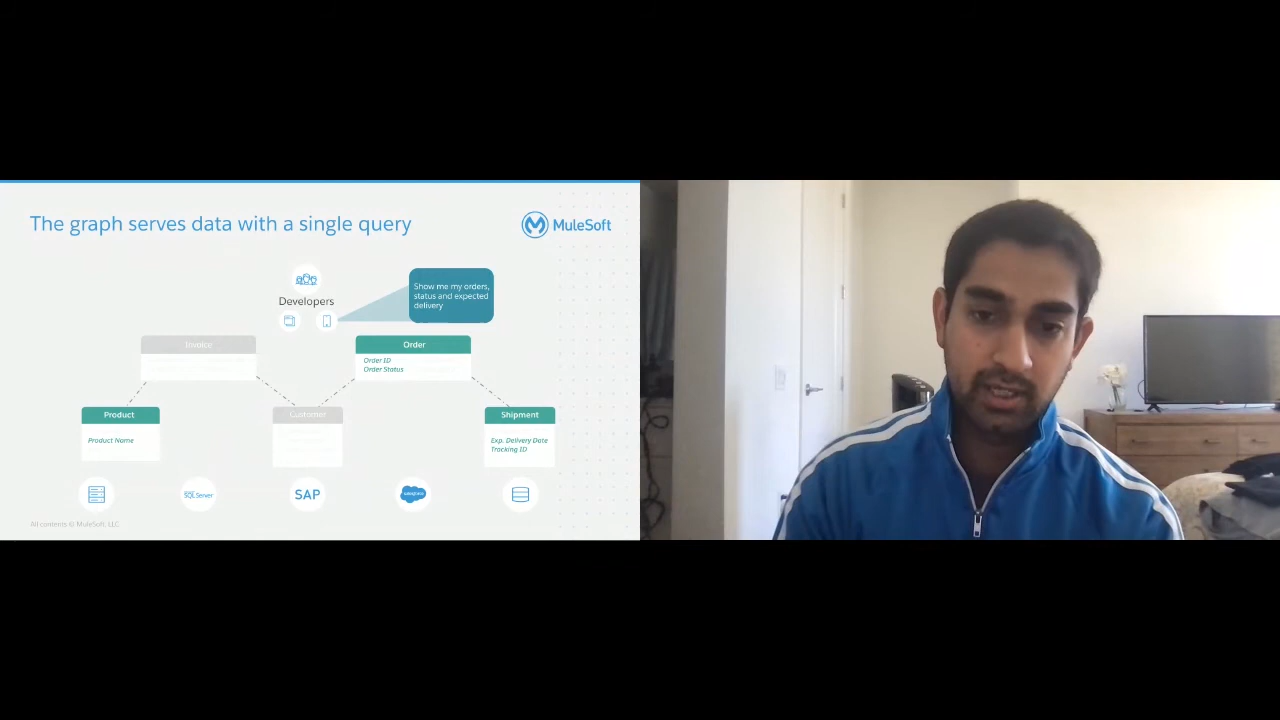 The graph serves data with a single query
MuleSoft
Show me my orders,
status and expected
delivery
Developers
Invoice
Order
Order ID
Order Status
Product
Customer
Shipment
Product Name
Exp. Delivery Date
Tracking ID
SQL Server
SAP
salesforce
All contents © MuleSoft, LLC